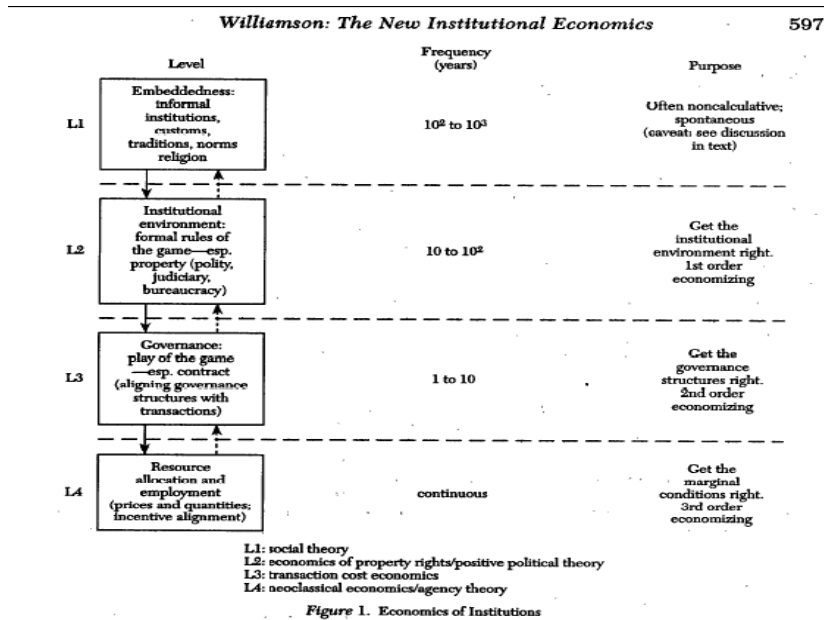 Williamson: The New Institutional Economics 597
Level
Frequency
(years)
Purpose
L1
Embeddedness:
informal
institutions,
customs,
traditions, norms
religion
10² to 10³
Often noncalculative;
spontaneous
(caveat: see discussion
in text)
L2
Institutional
environment:
formal rules of
the game—esp.
property (polity,
judiciary,
bureaucracy)
10 to 10²
Get the
institutional
environment right.
1st order
economizing
L3
Governance:
play of the game
—esp. contract
(aligning governance
structures with
transactions)
1 to 10
Get the
governance
structures right.
2nd order
economizing
L4
Resource
allocation and
employment
(prices and quantities;
incentive alignment)
continuous
Get the
marginal
conditions right.
3rd order
economizing
L1: social theory
L2: economics of property rights/positive political theory
L3: transaction cost economics
L4: neoclassical economics/agency theory
Figure 1. Economics of Institutions